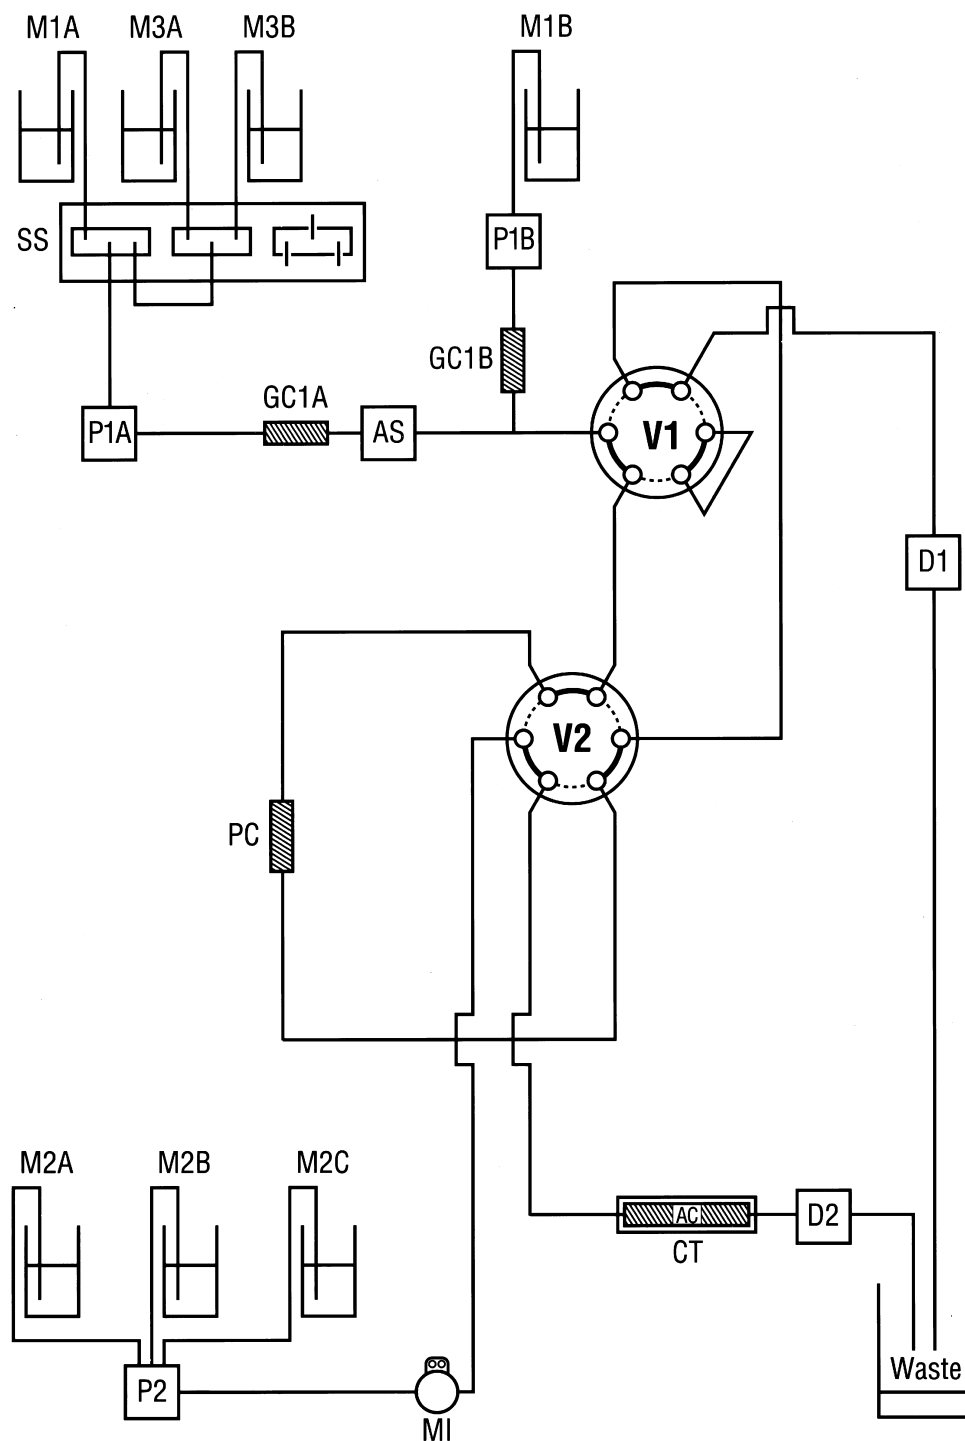 M1A M3A M3B M1B
SS
P1B
GC1B
GC1A
P1A
AS
V1
D1
V2
PC
M2A M2B M2C
AC
D2
CT
Waste
P2
MI